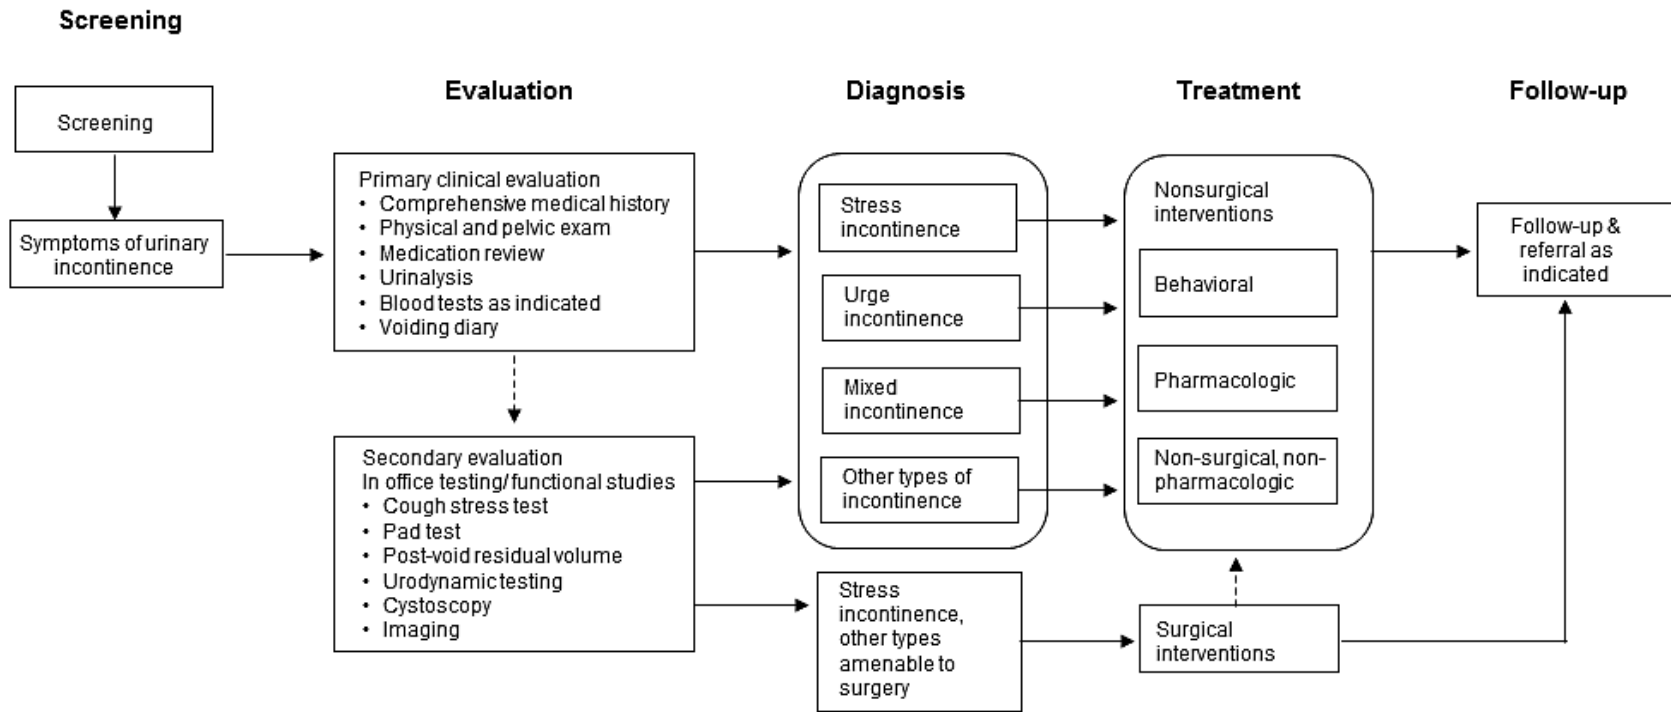 Screening
Evaluation
Diagnosis
Treatment
Follow-up
Screening
Symptoms of urinary
incontinence
Primary clinical evaluation
• Comprehensive medical history
• Physical and pelvic exam
• Medication review
• Urinalysis
• Blood tests as indicated
• Voiding diary
Secondary evaluation
In office testing/functional studies
• Cough stress test
• Pad test
• Post-void residual volume
• Urodynamic testing
• Cystoscopy
• Imaging
Stress
incontinence
Urge
incontinence
Mixed
incontinence
Other types of
incontinence
Stress
incontinence,
other types
amenable to
surgery
Nonsurgical
interventions
Behavioral
Pharmacologic
Non-surgical, non-
pharmacologic
Surgical
interventions
Follow-up &
referral as
indicated